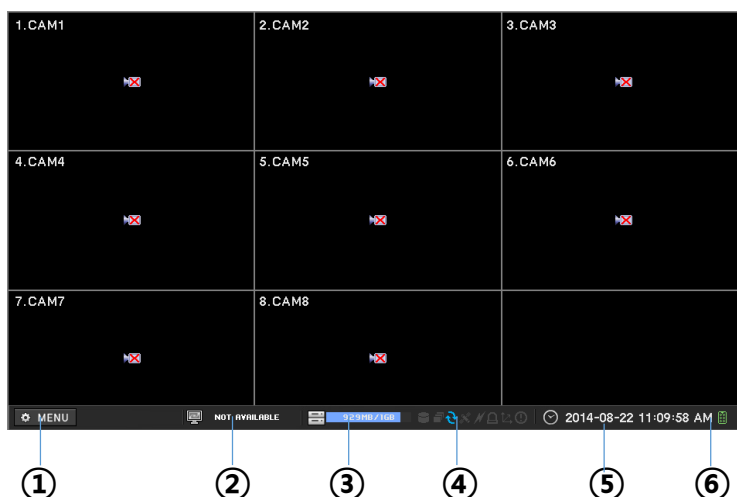 1.CAM1 2.CAM2 3.CAM3
4.CAM4 5.CAM5 6.CAM6
7.CAM7 8.CAM8
MENU NOT AVAILABLE 929MB/1GB 2014-08-22 11:09:58 AM
① ② ③ ④ ⑤ ⑥